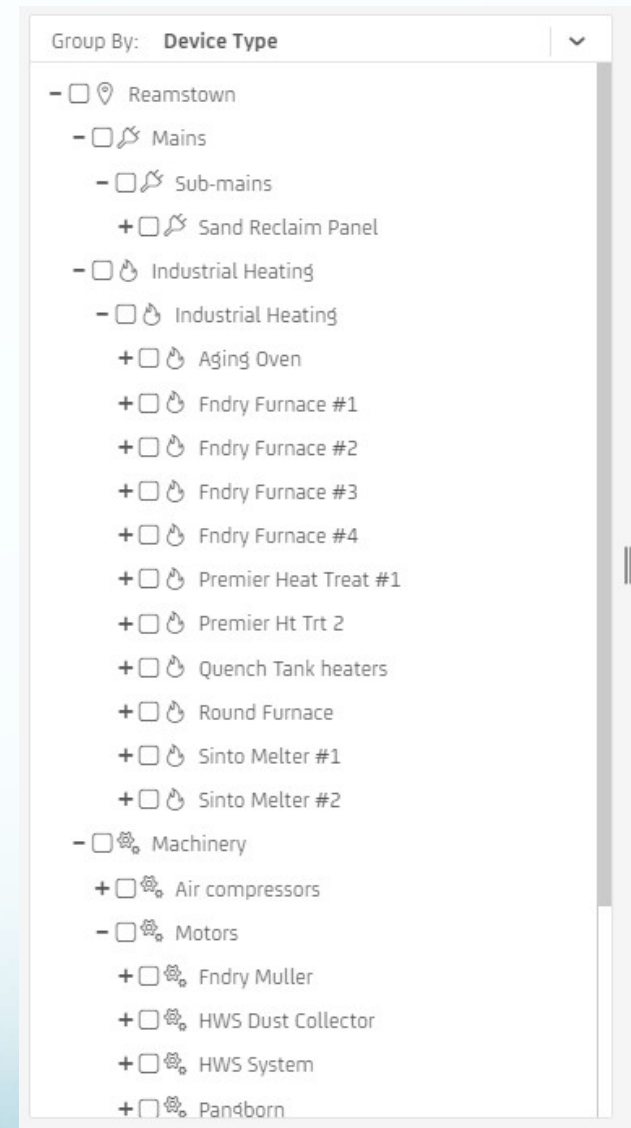 Group By: Device Type
Reamstown
Mains
Sub-mains
Sand Reclaim Panel
Industrial Heating
Industrial Heating
Aging Oven
Fndry Furnace #1
Fndry Furnace #2
Fndry Furnace #3
Fndry Furnace #4
Premier Heat Treat #1
Premier Ht Trt 2
Quench Tank heaters
Round Furnace
Sinto Melter #1
Sinto Melter #2
Machinery
Air compressors
Motors
Fndry Muller
HWS Dust Collector
HWS System
Pangborn